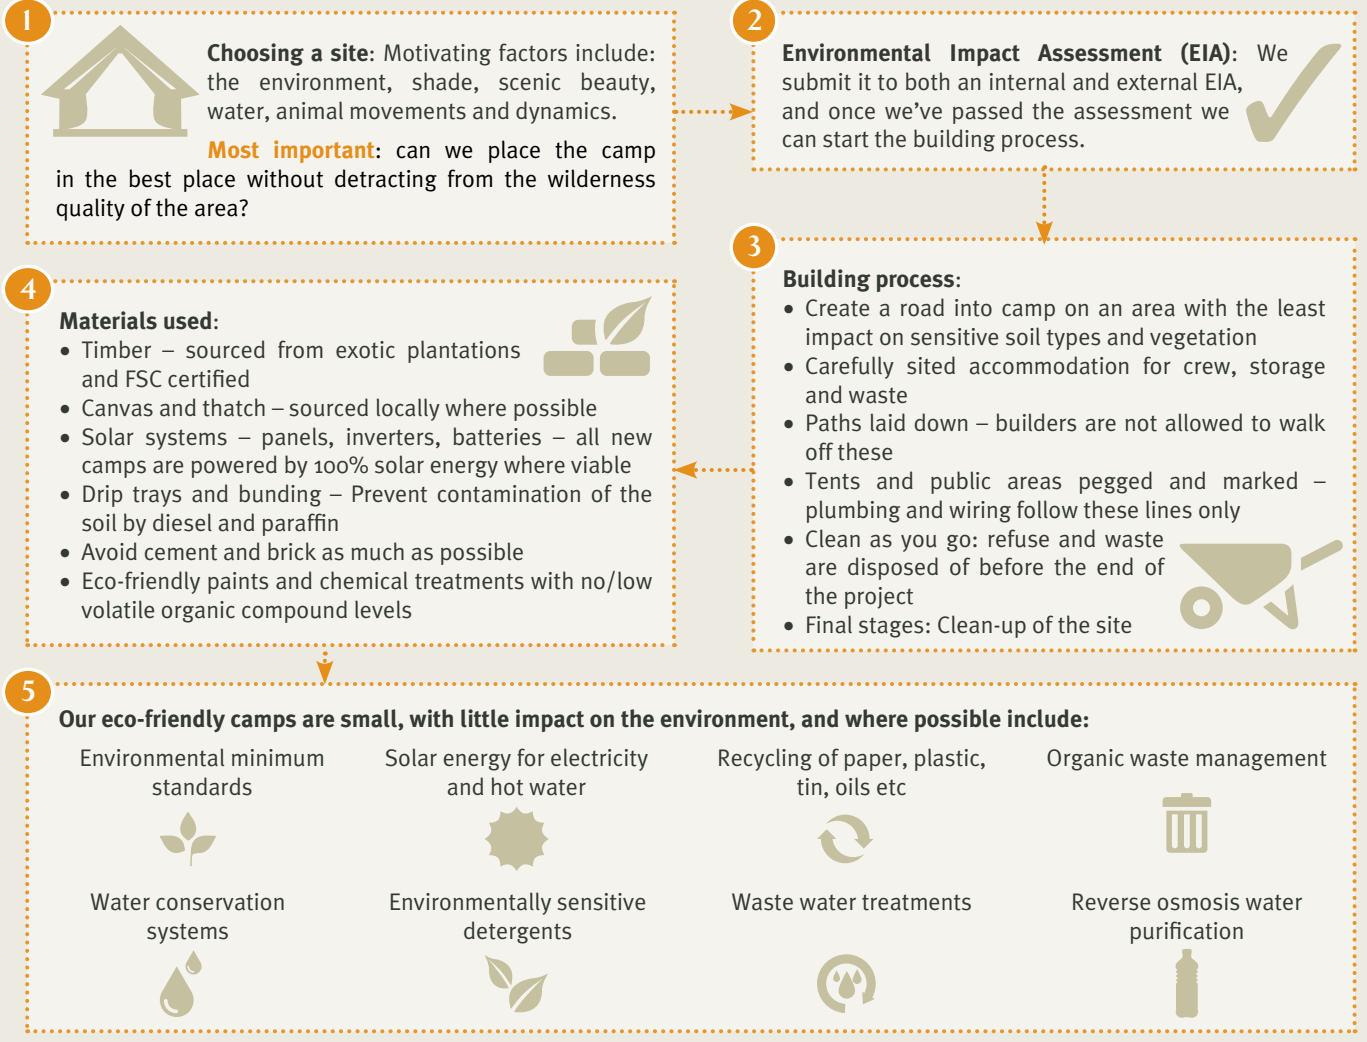 1
Choosing a site: Motivating factors include:
the environment, shade, scenic beauty,
water, animal movements and dynamics.
Most important: can we place the camp
in the best place without detracting from the wilderness
quality of the area?
2
Environmental Impact Assessment (EIA): We
submit it to both an internal and external EIA,
and once we've passed the assessment we
can start the building process.
3
Building process:
• Create a road into camp on an area with the least
impact on sensitive soil types and vegetation
• Carefully sited accommodation for crew, storage
and waste
• Paths laid down – builders are not allowed to walk
off these
• Tents and public areas pegged and marked –
plumbing and wiring follow these lines only
• Clean as you go: refuse and waste
are disposed of before the end of
the project
• Final stages: Clean-up of the site
4
Materials used:
• Timber – sourced from exotic plantations
and FSC certified
• Canvas and thatch – sourced locally where possible
• Solar systems – panels, inverters, batteries – all new
camps are powered by 100% solar energy where viable
• Drip trays and bunding – Prevent contamination of the
soil by diesel and paraffin
• Avoid cement and brick as much as possible
• Eco-friendly paints and chemical treatments with no/low
volatile organic compound levels
5
Our eco-friendly camps are small, with little impact on the environment, and where possible include:
Environmental minimum
standards
Solar energy for electricity
and hot water
Recycling of paper, plastic,
tin, oils etc
Organic waste management
Water conservation
systems
Environmentally sensitive
detergents
Waste water treatments
Reverse osmosis water
purification